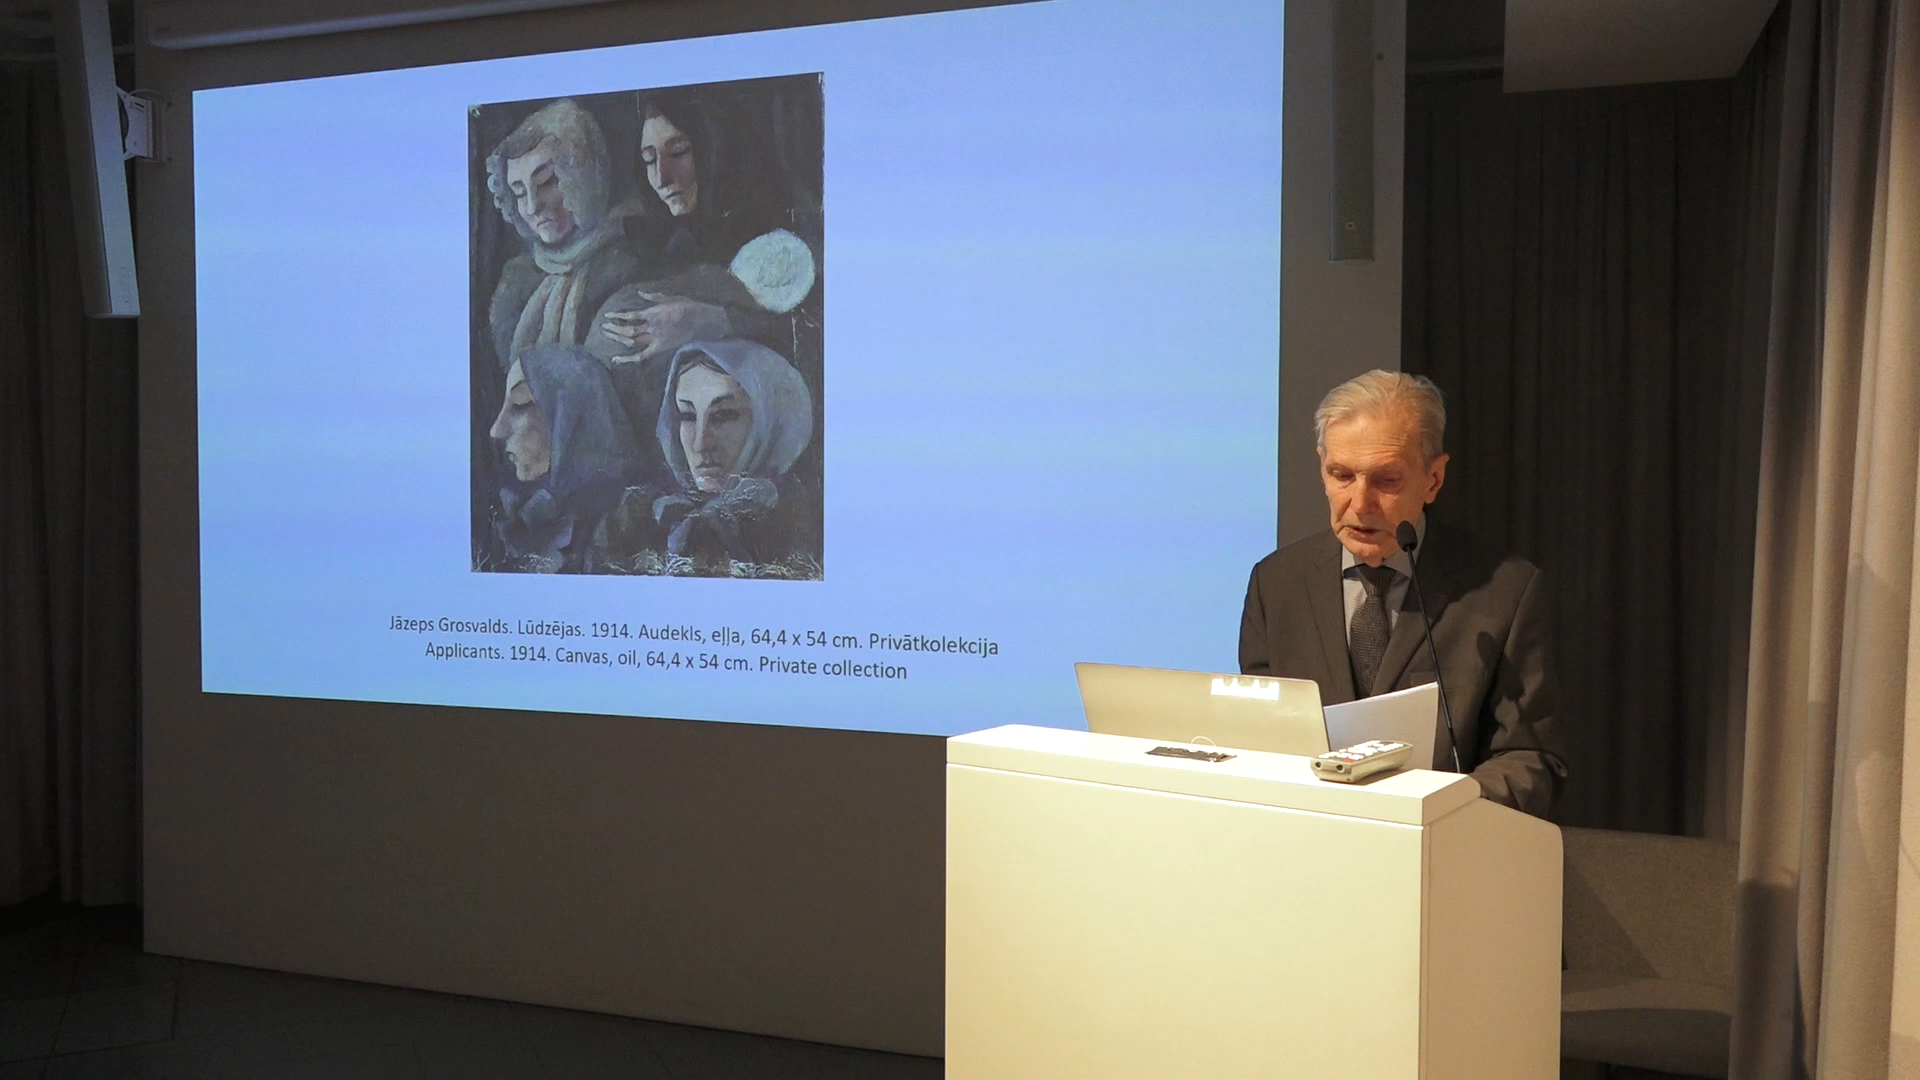 Jāzeps Grosvalds. Lūdzējas. 1914. Audekls, eļļa, 64,4 x 54 cm. Privātkolekcija
Applicants. 1914. Canvas, oil, 64,4 x 54 cm. Private collection